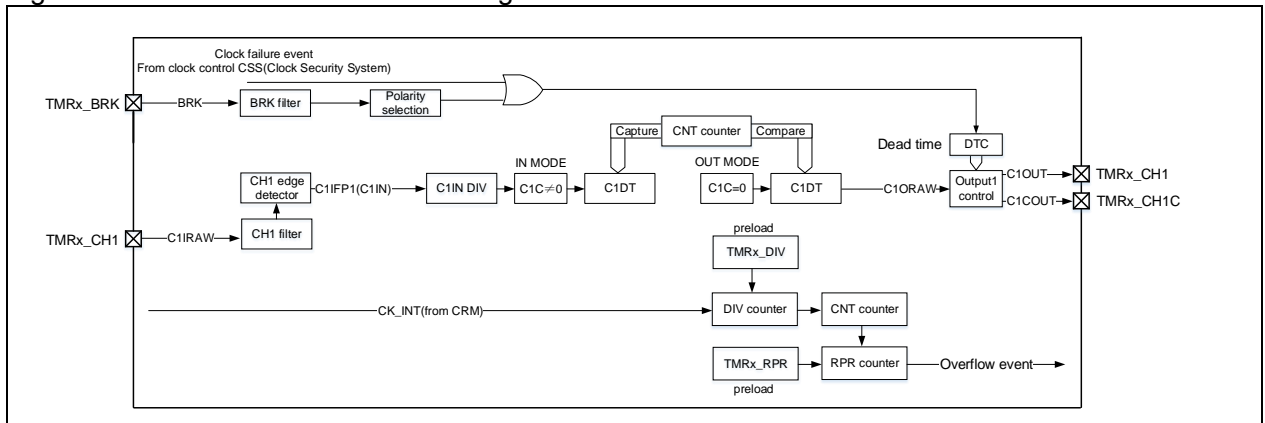 Clock failure event
From clock control CSS(Clock Security System)
TMRx_BRK
BRK
BRK filter
Polarity
selection
Capture
CNT counter
Compare
Dead time
DTC
IN MODE
OUT MODE
CH1 edge
detector
C1IFP1(C1IN)
C1IN DIV
C1C≠0
C1DT
C1C=0
C1DT
C1ORAW
Output1
control
C1OUT
TMRx_CH1
C1COUT
TMRx_CH1C
TMRx_CH1
C1IRAW
CH1 filter
preload
TMRx_DIV
CK_INT(from CRM)
DIV counter
CNT counter
TMRx_RPR
RPR counter
Overflow event
preload